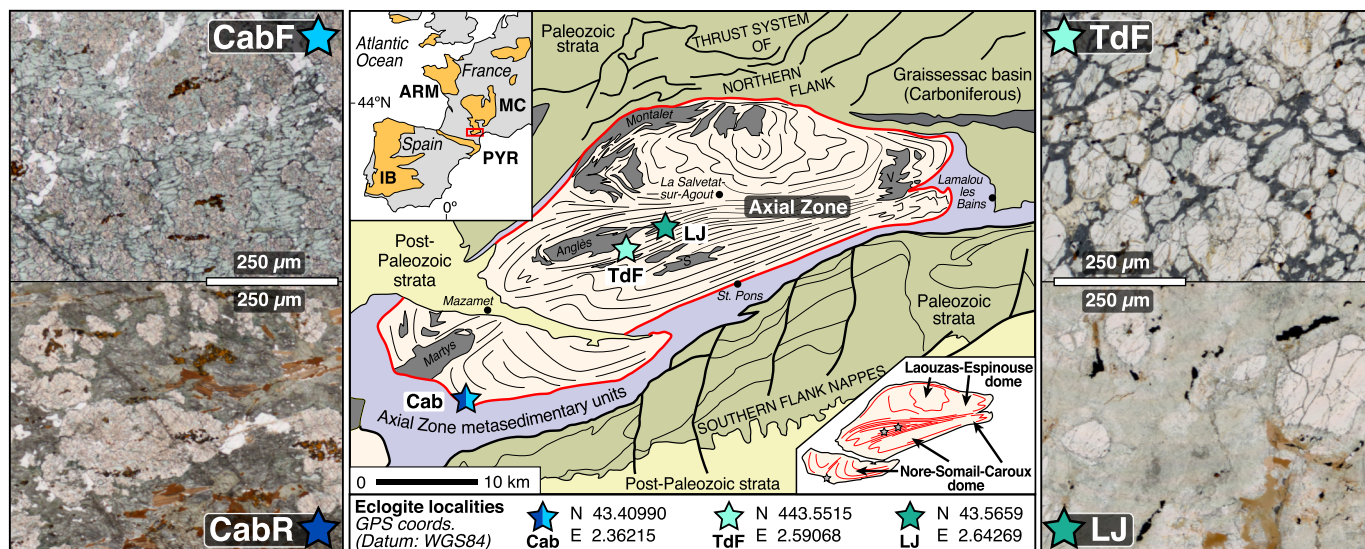 CabF
250 µm
250 µm
CabR
Atlantic
Ocean
France
ARM
MC
44°N
Spain
PYR
IB
0°
Paleozoic
strata
THRUST SYSTEM
OF
NORTHERN
FLANK
Graissessac basin
(Carboniferous)
Montalet
La Salvetat-
sur-Agout
V
Lamalou
les
Bains
Axial Zone
LJ
Anglès
S
TdF
Post-
Paleozoic
strata
Mazamet
St. Pons
Paleozoic
strata
Martys
Cab
Axial Zone metasedimentary units
SOUTHERN FLANK NAPPES
Laouzas-Espinouse
dome
Nore-Somail-Caroux
dome
0 10 km
Post-Paleozoic strata
Eclogite localities
GPS coords.
(Datum: WGS84)
Cab
N 43.40990
E 2.36215
TdF
N 443.5515
E 2.59068
LJ
N 43.5659
E 2.64269
TdF
250 µm
250 µm
LJ